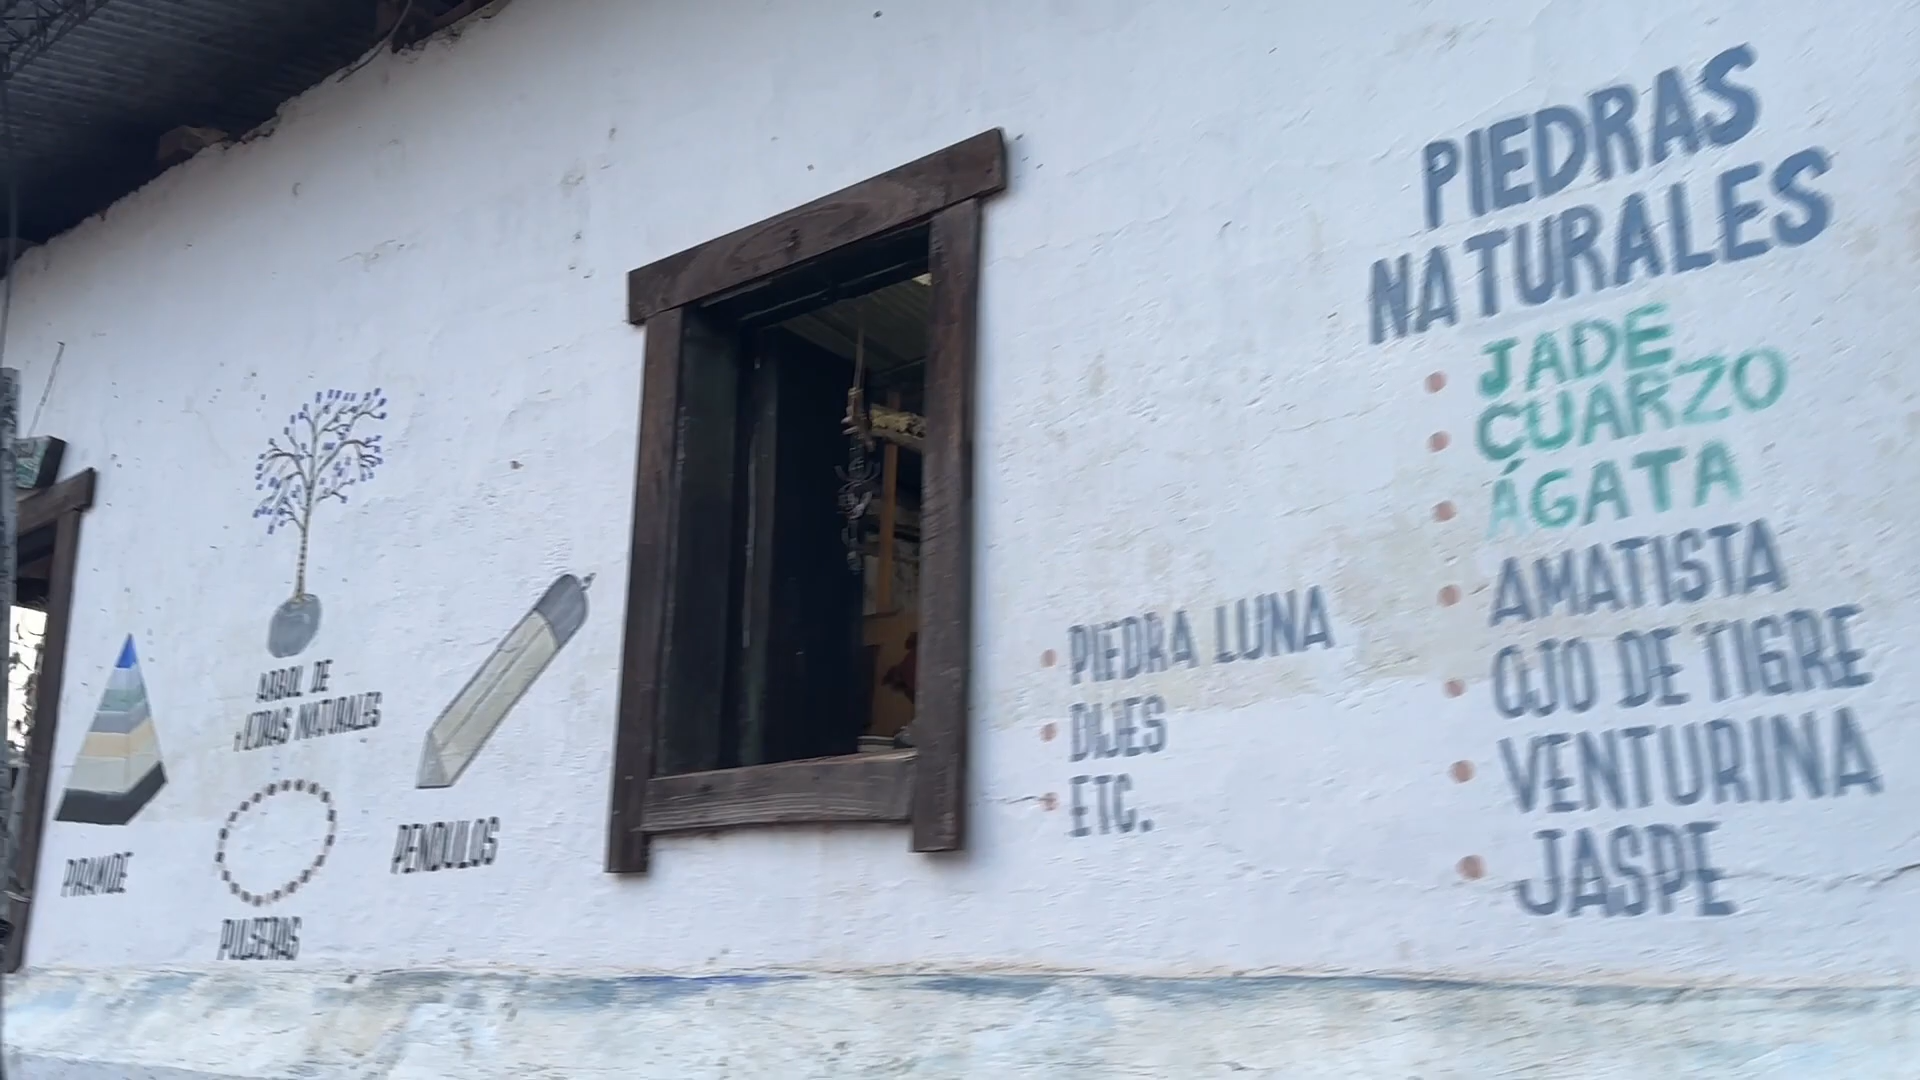 PIEDRAS
NATURALES
JADE
CUARZO
ÁGATA
AMATISTA
OJO DE TIGRE
VENTURINA
JASPE
PIEDRA LUNA
DIJES
ETC.
ARBOL DE
NATURALES
PENDULOS
PULSERAS